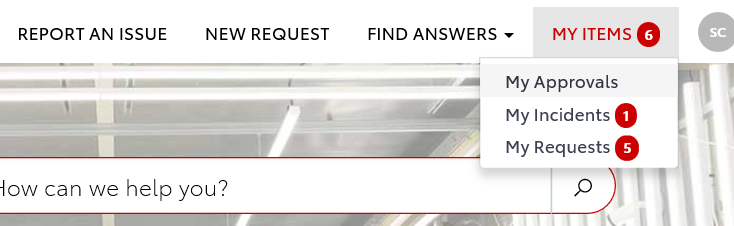 REPORT AN ISSUE NEW REQUEST FIND ANSWERS MY ITEMS 6 SC
My Approvals
My Incidents 1
My Requests 5
How can we help you?